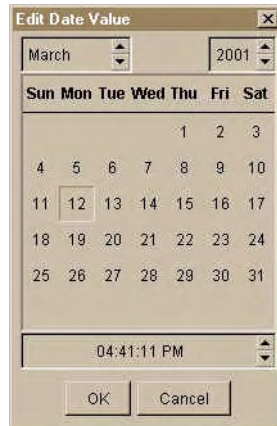 Edit Date Value
March 2001
Sun Mon Tue Wed Thu Fri Sat
1 2 3
4 5 6 7 8 9 10
11 12 13 14 15 16 17
18 19 20 21 22 23 24
25 26 27 28 29 30 31
04:41:11 PM
OK Cancel